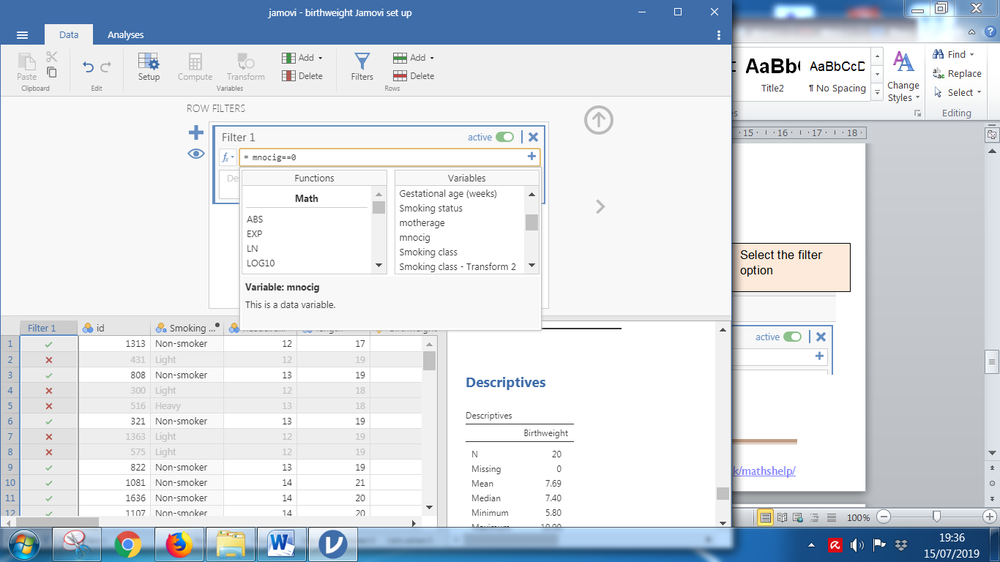 jamovi - birthweight Jamovi set up
Data Analyses
Paste
Clipboard
Edit
Setup Compute Transform
Add
Delete
Variables
Filters
Add
Delete
Rows
ROW FILTERS
Filter 1 active
fx = mnocig==0
De
Functions Variables
Math
ABS
EXP
LN
LOG10
Gestational age (weeks)
Smoking status
motherage
mnocig
Smoking class
Smoking class - Transform 2
Variable: mnocig
This is a data variable.
Filter 1 id Smoking ...
1 1313 Non-smoker 12 17
2 431 Light 12 19
3 808 Non-smoker 13 19
4 300 Light 12 18
5 516 Heavy 13 18
6 321 Non-smoker 13 19
7 1363 Light 12 19
8 575 Light 12 19
9 822 Non-smoker 13 19
10 1081 Non-smoker 14 21
11 1636 Non-smoker 14 20
12 1107 Non-smoker 14 20
Descriptives
Descriptives
Birthweight
N 20
Missing 0
Mean 7.69
Median 7.40
Minimum 5.80
AaBb AaBbCcD
Title2 ¶ No Spacing
Change
Styles
Find
Replace
Select
Editing
15 16 17 18
Select the filter
option
active
k/mathshelp/
100%
19:36
15/07/2019